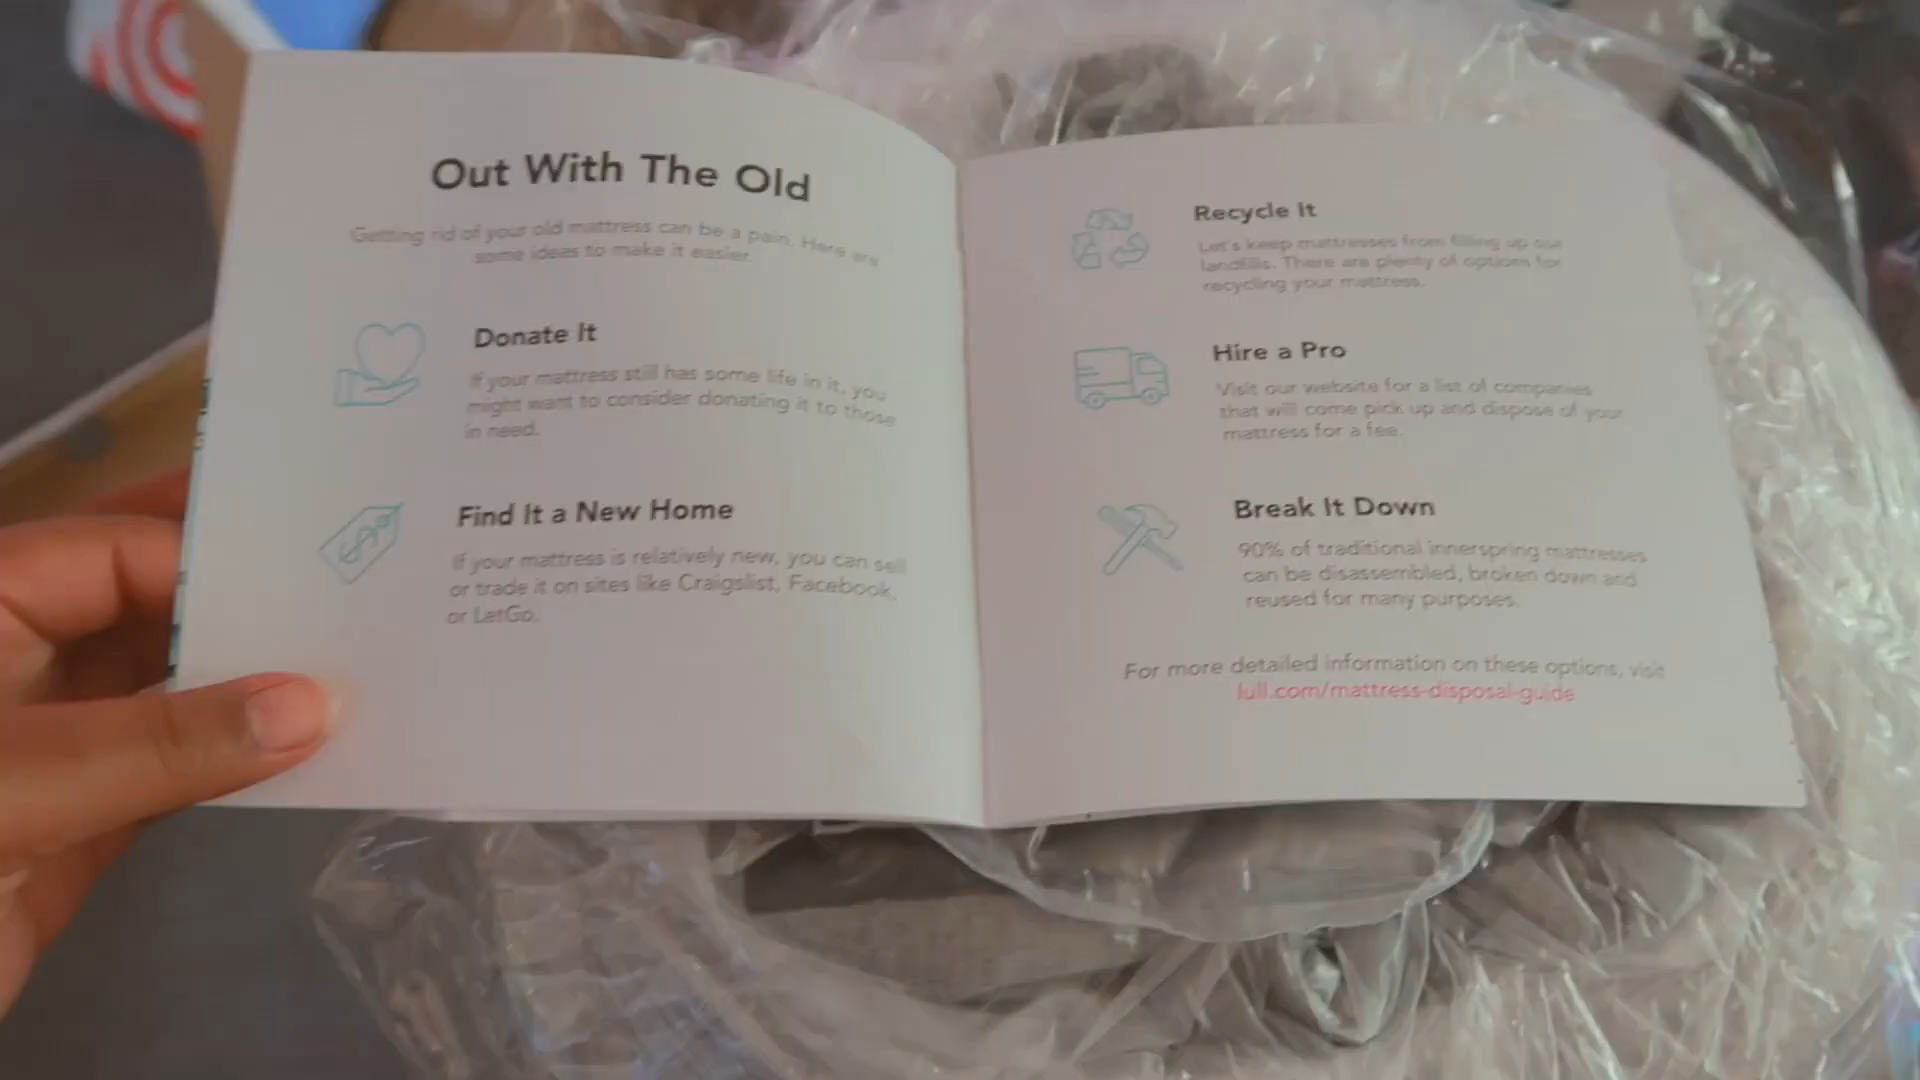 Out With The Old
Getting rid of your old mattress can be a pain. Here are
some ideas to make it easier.
Donate It
If your mattress still has some life in it, you
might want to consider donating it to those
in need.
Find It a New Home
If your mattress is relatively new, you can sell
or trade it on sites like Craigslist, Facebook,
or LetGo.
Recycle It
Let's keep mattresses from filling up our
landfills. There are plenty of options for
recycling your mattress.
Hire a Pro
Visit our website for a list of companies
that will come pick up and dispose of your
mattress for a fee.
Break It Down
90% of traditional innerspring mattresses
can be disassembled, broken down and
reused for many purposes.
For more detailed information on these options, visit
lull.com/mattress-disposal-guide